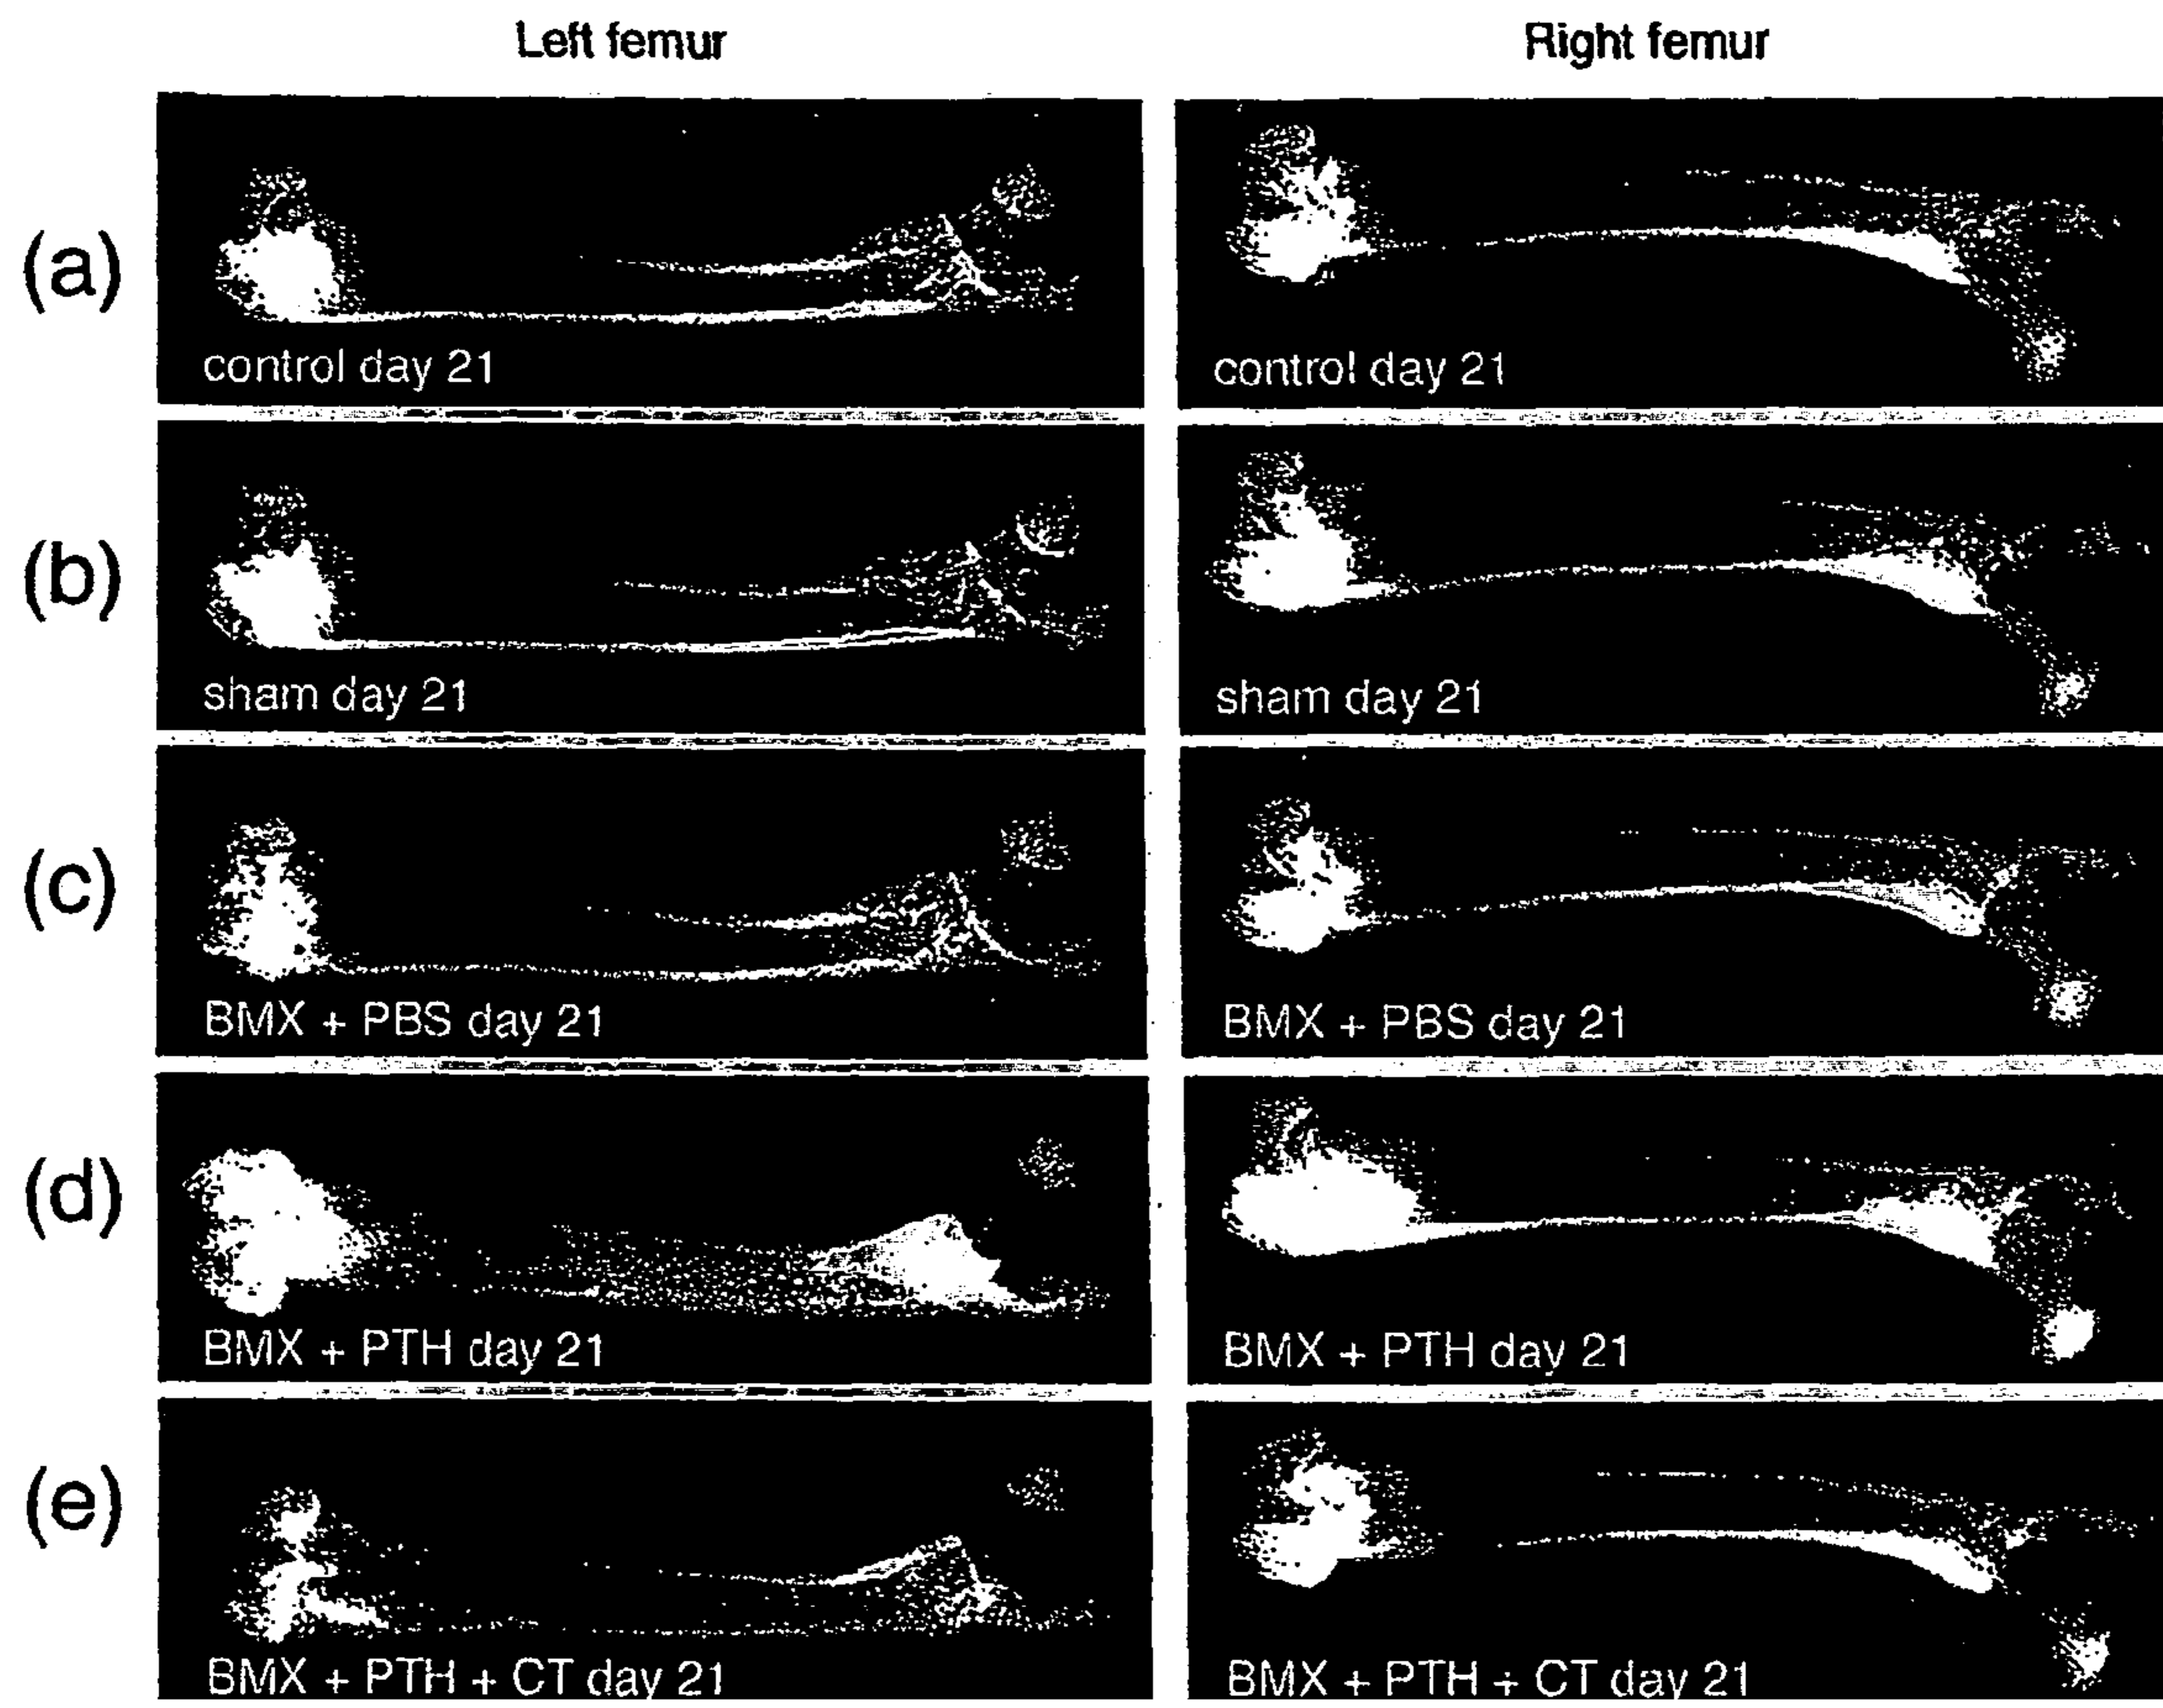 Left femur
Right femur
(a)
control day 21
control day 21
(b)
sham day 21
sham day 21
(c)
BMX + PBS day 21
BMX + PBS day 21
(d)
BMX + PTH day 21
BMX + PTH day 21
(e)
BMX + PTH + CT day 21
BMX + PTH + CT day 21